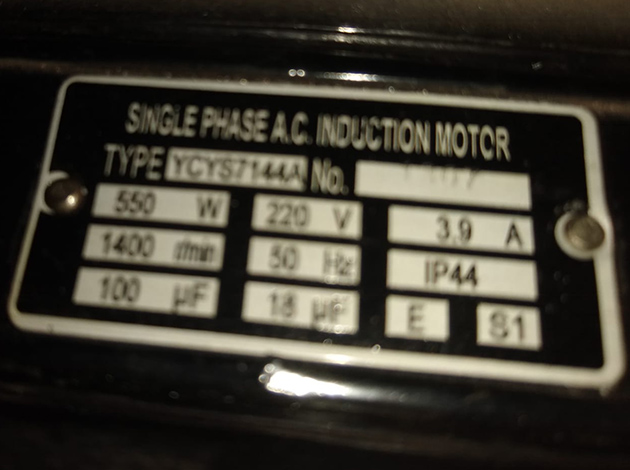 SINGLE PHASE A.C. INDUCTION MOTOR
TYPE YCYS7144A No.
550 W 220 V 3.9 A
1400 r/min 50 Hz IP44
100 µF 18 µF E S1